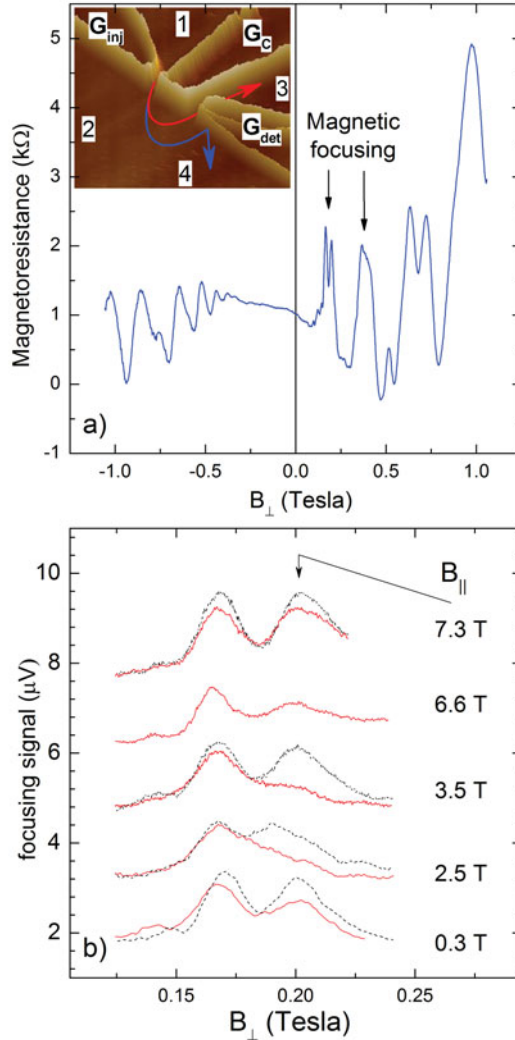 G_inj
1
G_C
3
2
G_det
4
Magnetic
focusing
Magnetoresistance (kΩ)
5
4
3
2
1
0
-1
a)
-1.0 -0.5 0.0 0.5 1.0
B_⊥ (Tesla)
B_||
focusing signal (μV)
10
8
6
4
2
7.3 T
6.6 T
3.5 T
2.5 T
0.3 T
b)
0.15 0.20 0.25
B_⊥ (Tesla)